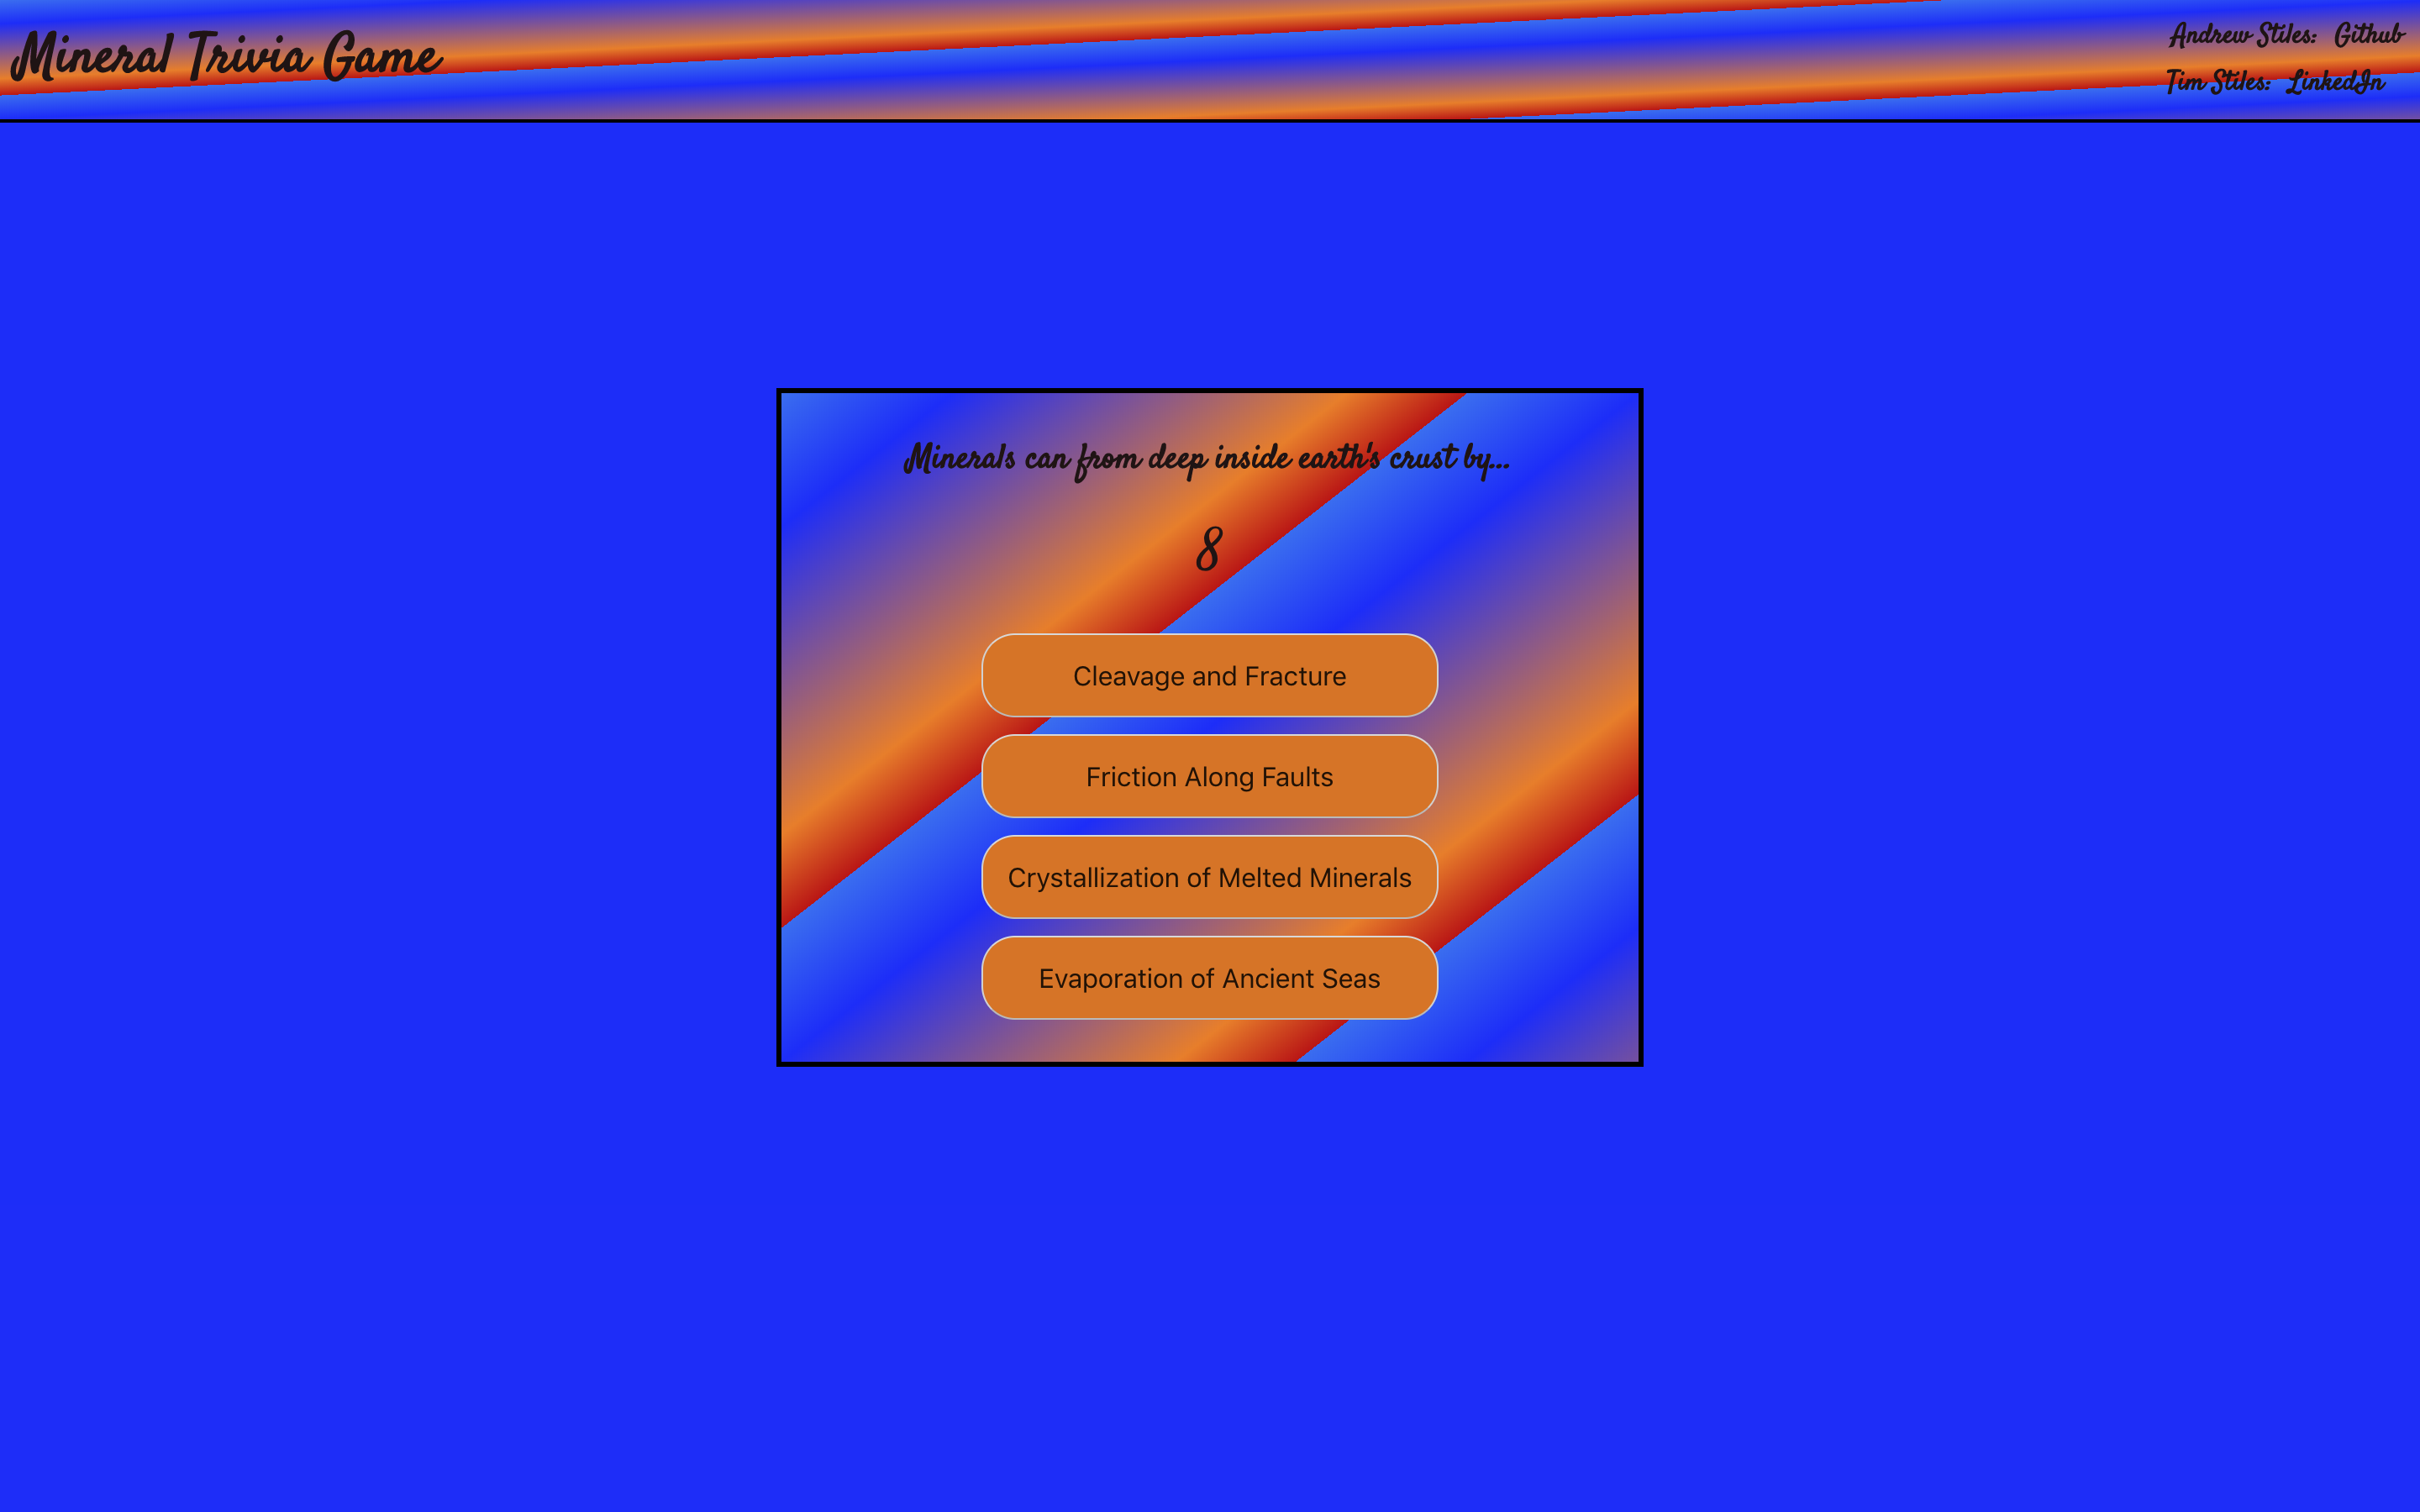 Mineral Trivia Game
Andrew Stiles: Github
Tim Stiles: LinkedIn
Minerals can from deep inside earth's crust by...
8
Cleavage and Fracture
Friction Along Faults
Crystallization of Melted Minerals
Evaporation of Ancient Seas